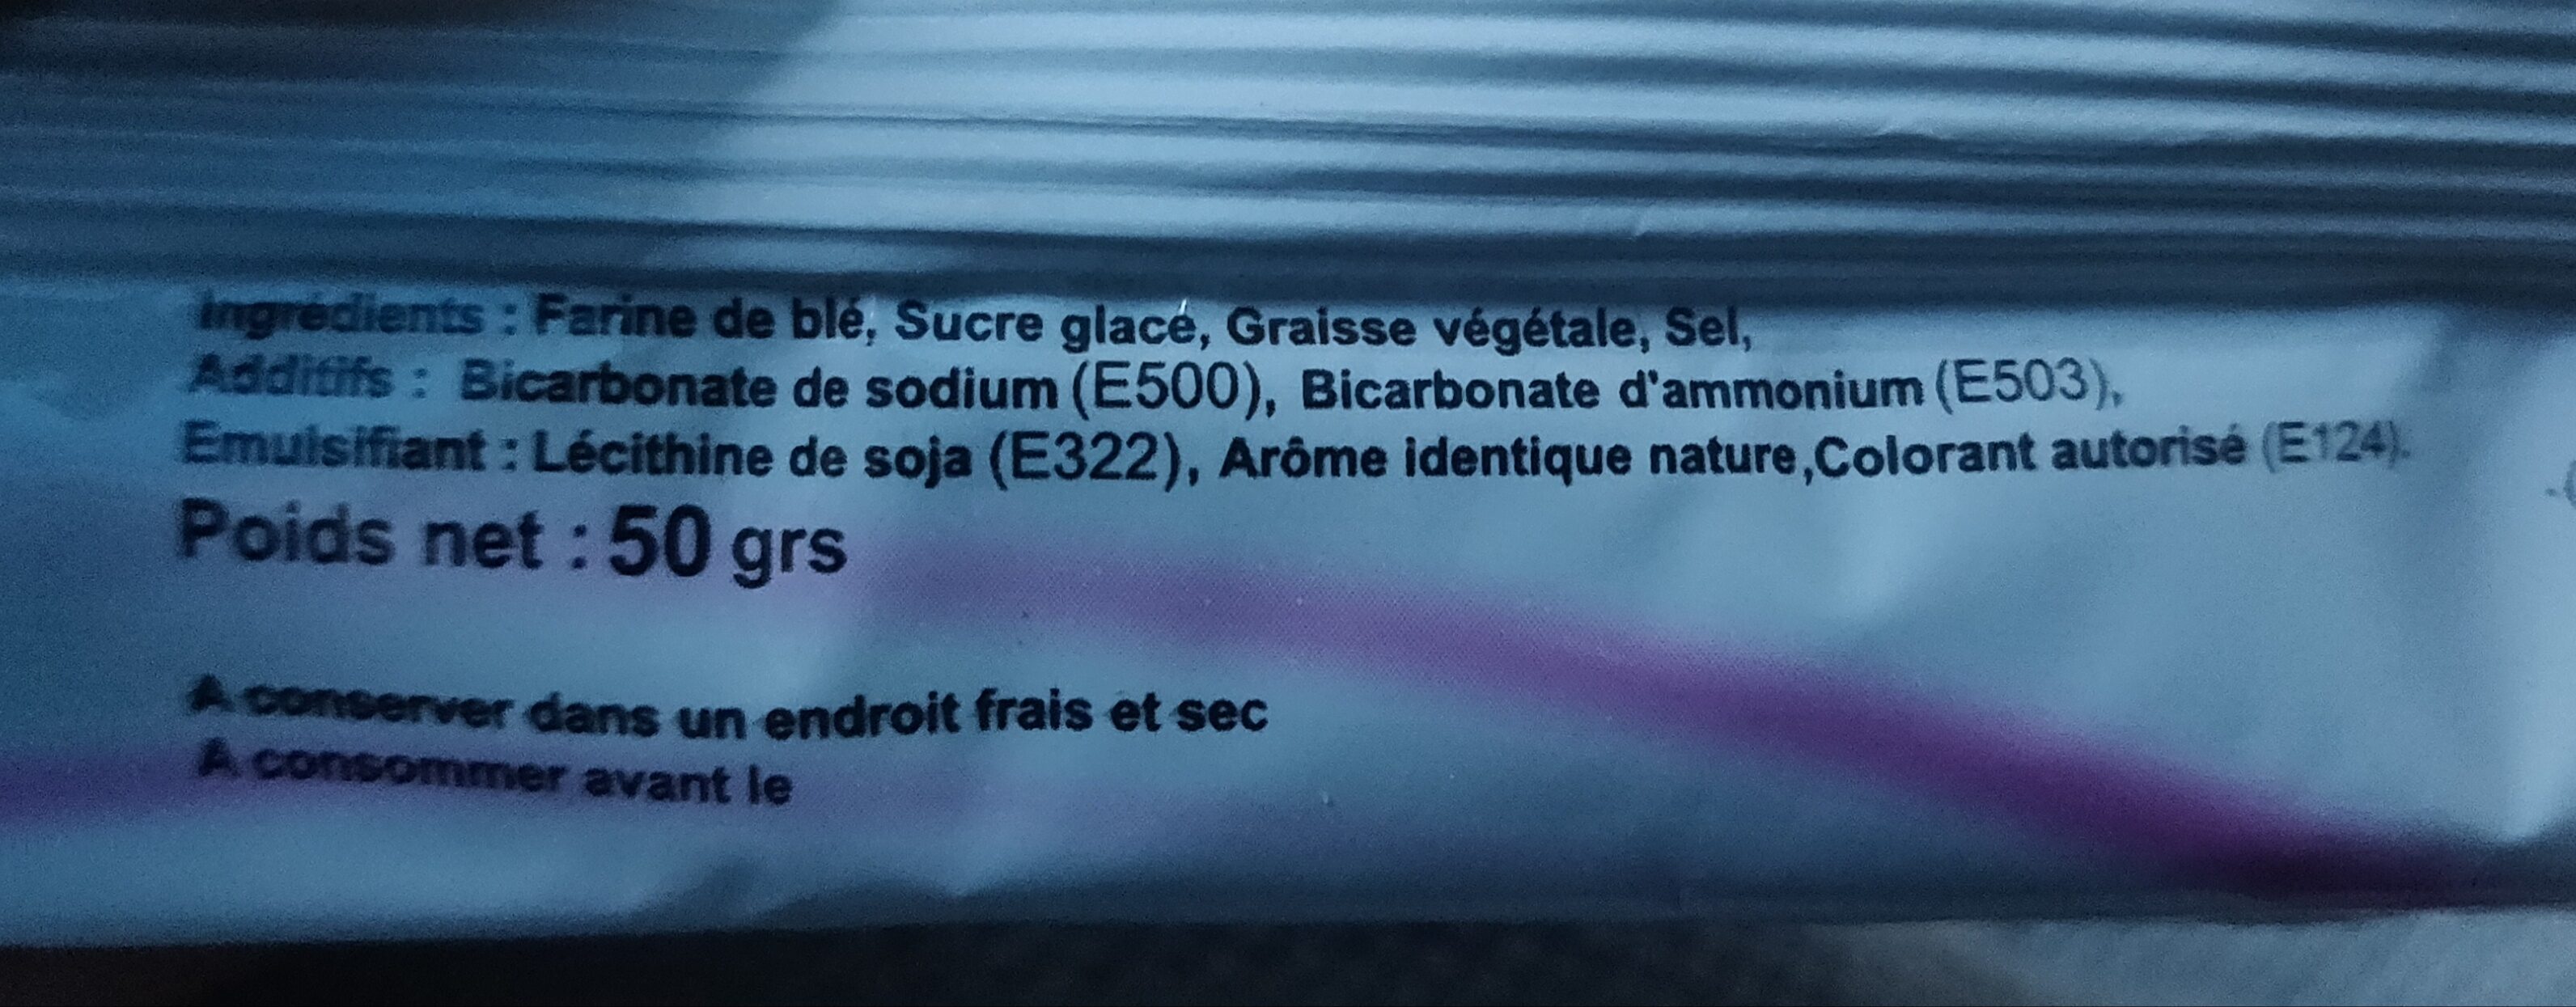 Ingrédients : Farine de blé, Sucre glacé, Graisse végétale, Sel,
Additifs : Bicarbonate de sodium (E500), Bicarbonate d'ammonium (E503),
Emulsifiant : Lécithine de soja (E322), Arôme identique nature,Colorant autorisé (E124).
Poids net : 50 grs
A conserver dans un endroit frais et sec
A consommer avant le